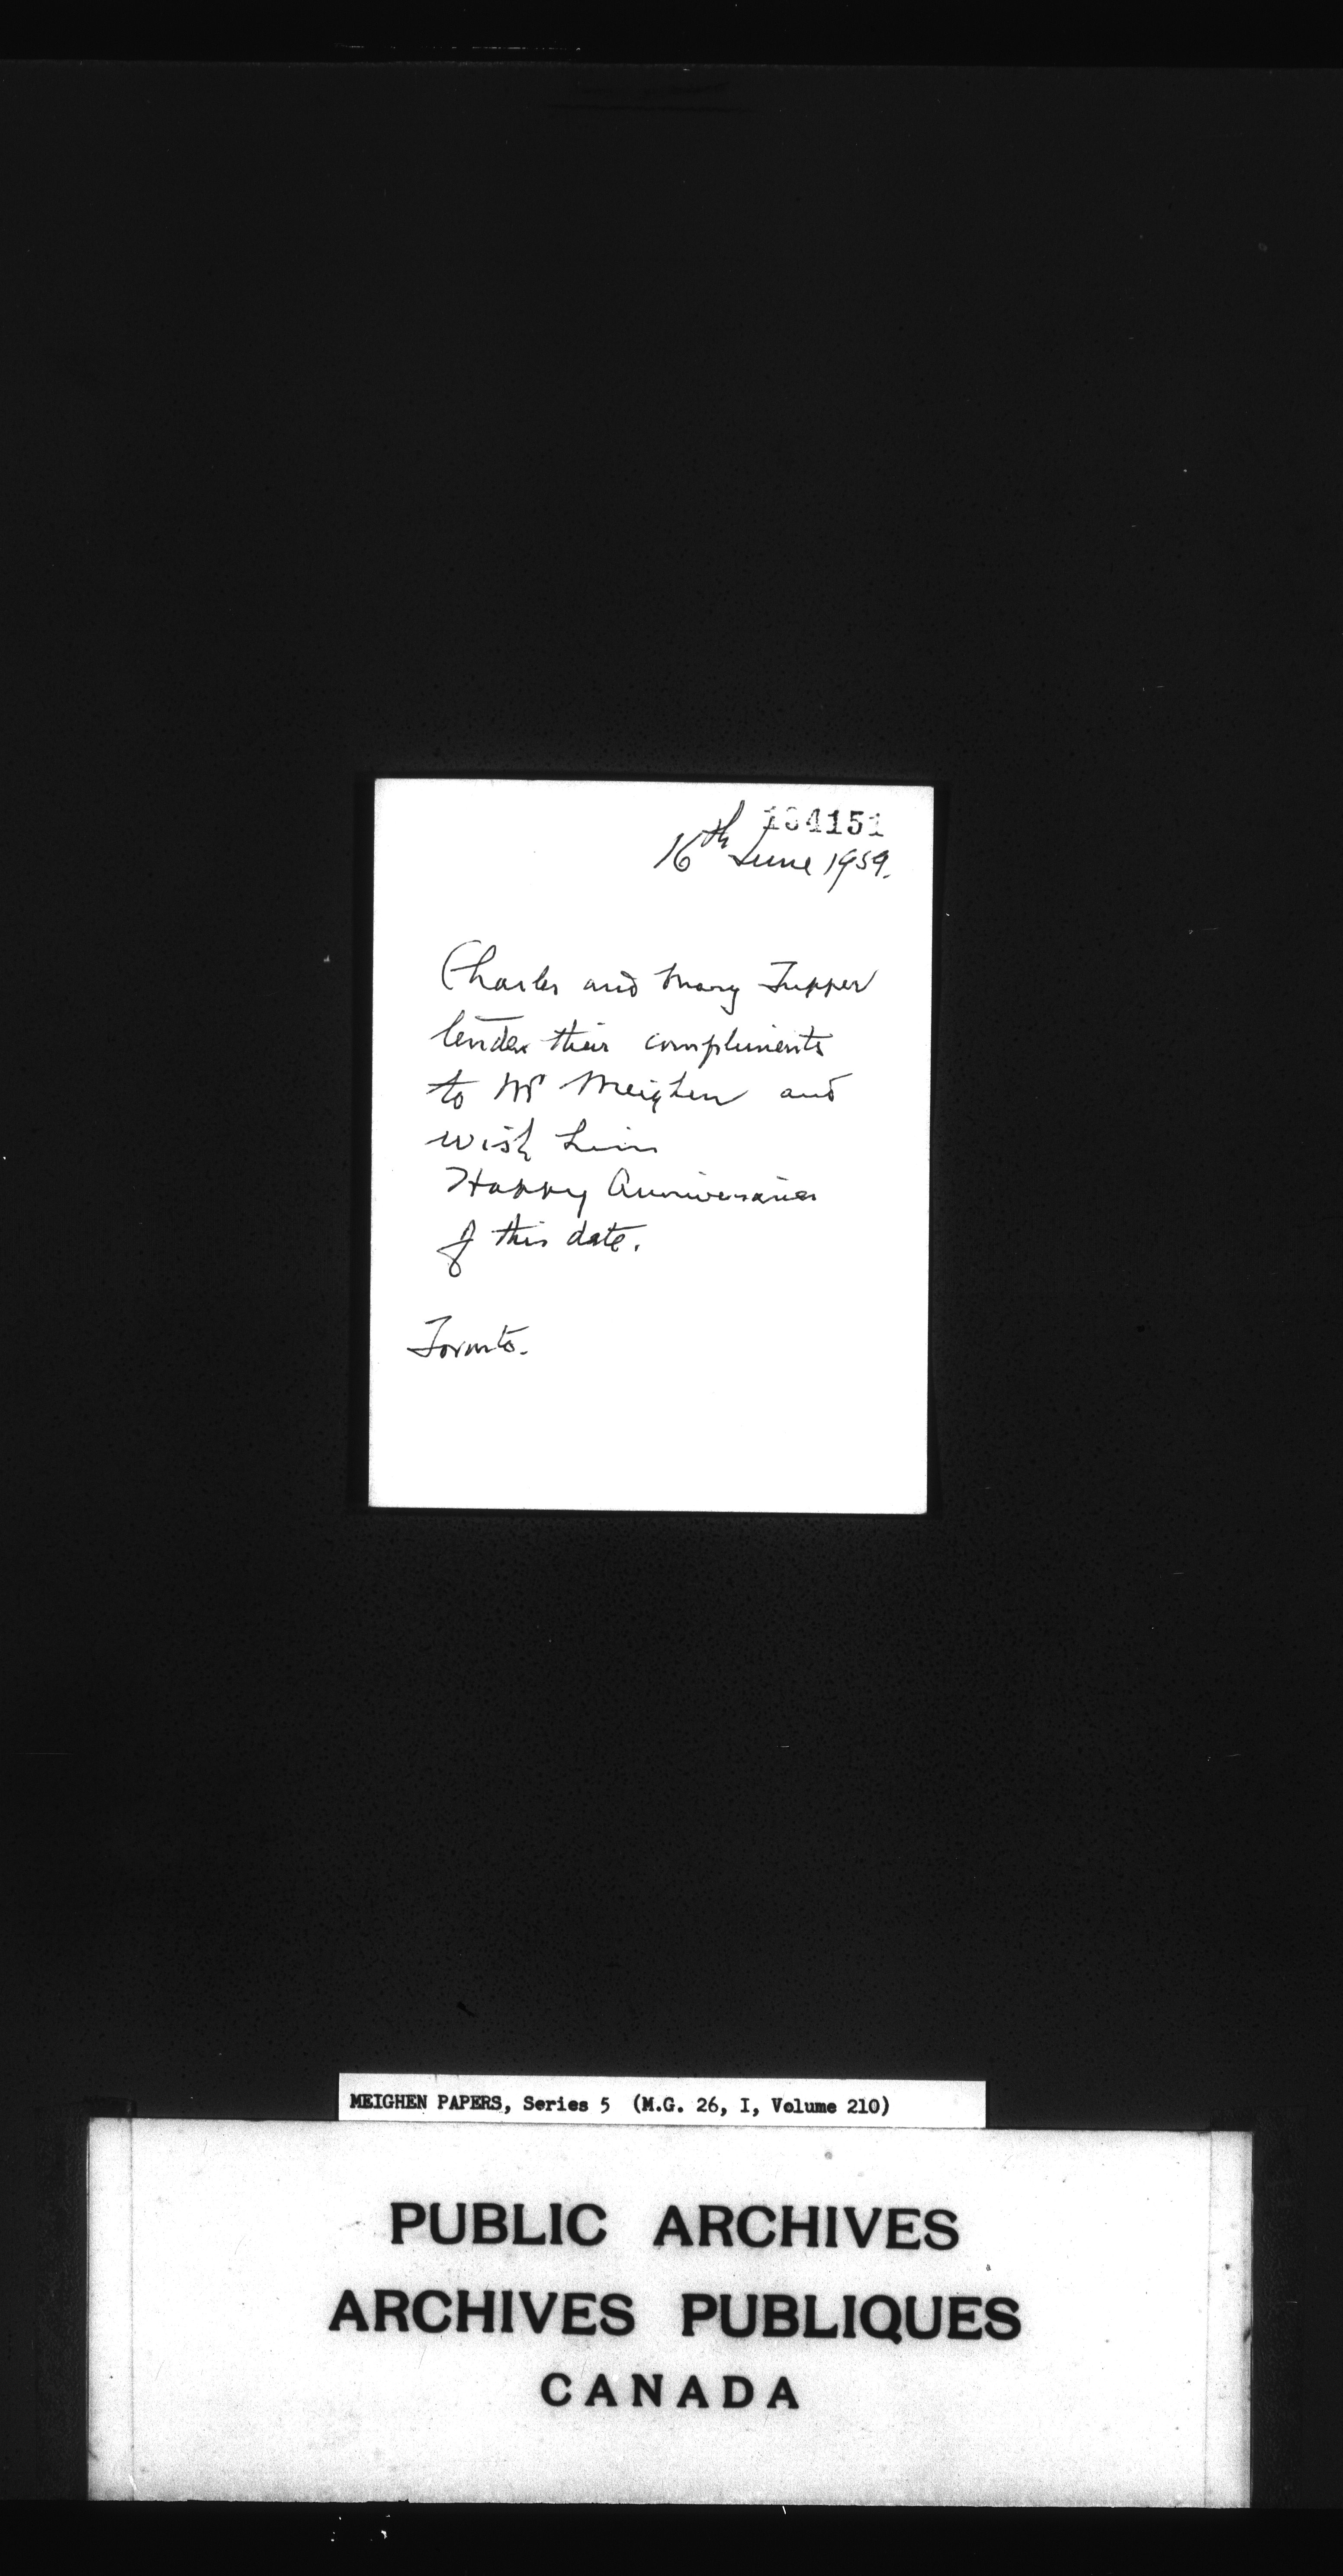 184151
16th June 1959.
Charles and Mary Tupper
tender their compliments
to Mr Meighen and
wish him
Happy Anniversaries
of this date.
Toronto.
MEIGHEN PAPERS, Series 5 (M.G. 26, I, Volume 210)
PUBLIC ARCHIVES
ARCHIVES PUBLIQUES
CANADA